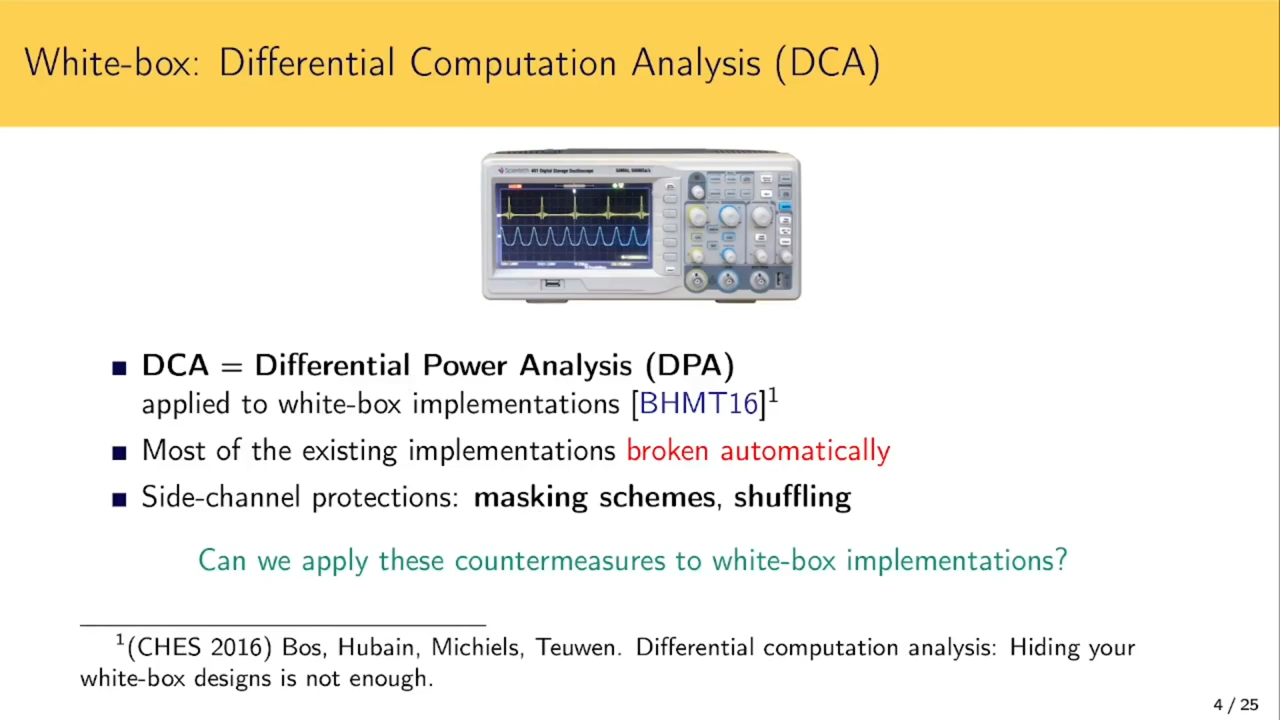 White-box: Differential Computation Analysis (DCA)
DCA = Differential Power Analysis (DPA)
applied to white-box implementations [BHMT16]¹
Most of the existing implementations broken automatically
Side-channel protections: masking schemes, shuffling
Can we apply these countermeasures to white-box implementations?
¹(CHES 2016) Bos, Hubain, Michiels, Teuwen. Differential computation analysis: Hiding your
white-box designs is not enough.
4 / 25